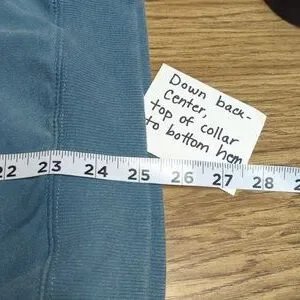 Down back-
Center,
top of collar
to bottom hem
22 23 24 25 26 27 28